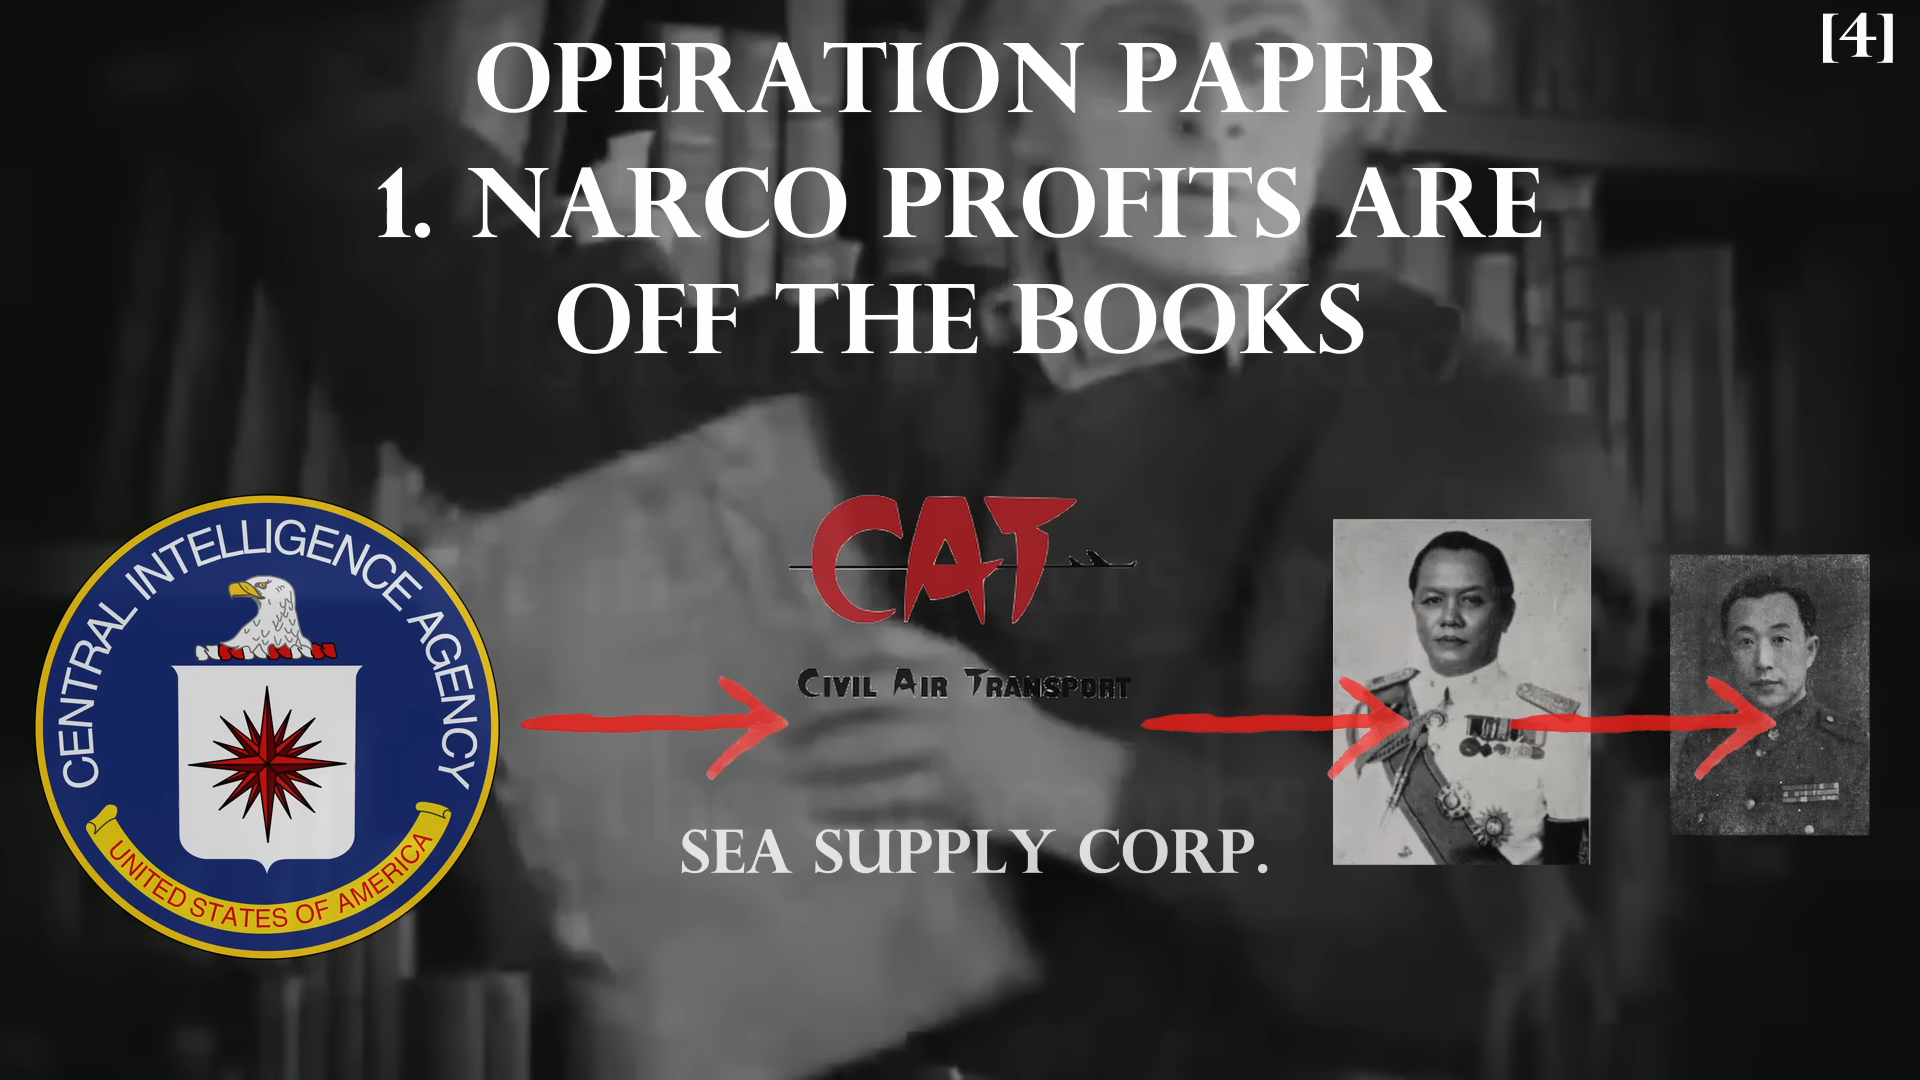 [4]
OPERATION PAPER
1. NARCO PROFITS ARE
OFF THE BOOKS
CENTRAL INTELLIGENCE AGENCY
UNITED STATES OF AMERICA
CAT
CIVIL AIR TRANSPORT
SEA SUPPLY CORP.